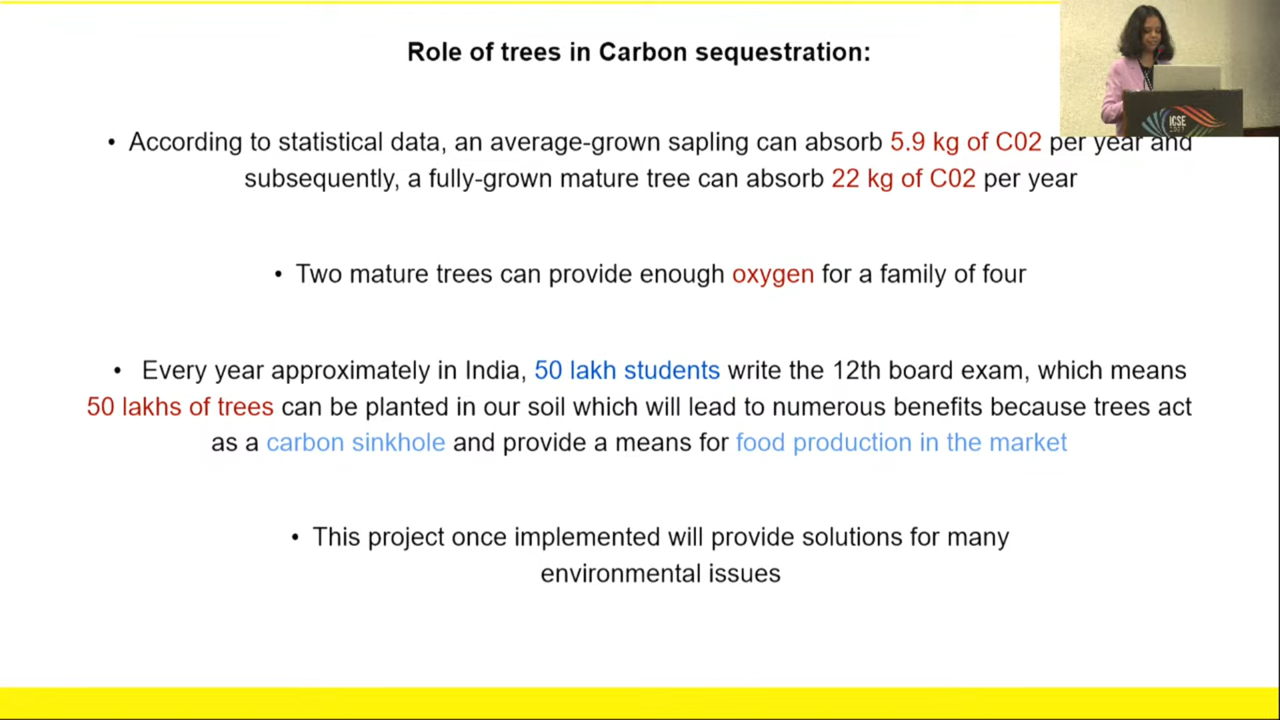 Role of trees in Carbon sequestration:
• According to statistical data, an average-grown sapling can absorb 5.9 kg of C02 per year and
subsequently, a fully-grown mature tree can absorb 22 kg of C02 per year
• Two mature trees can provide enough oxygen for a family of four
• Every year approximately in India, 50 lakh students write the 12th board exam, which means
50 lakhs of trees can be planted in our soil which will lead to numerous benefits because trees act
as a carbon sinkhole and provide a means for food production in the market
• This project once implemented will provide solutions for many
environmental issues
ICSE